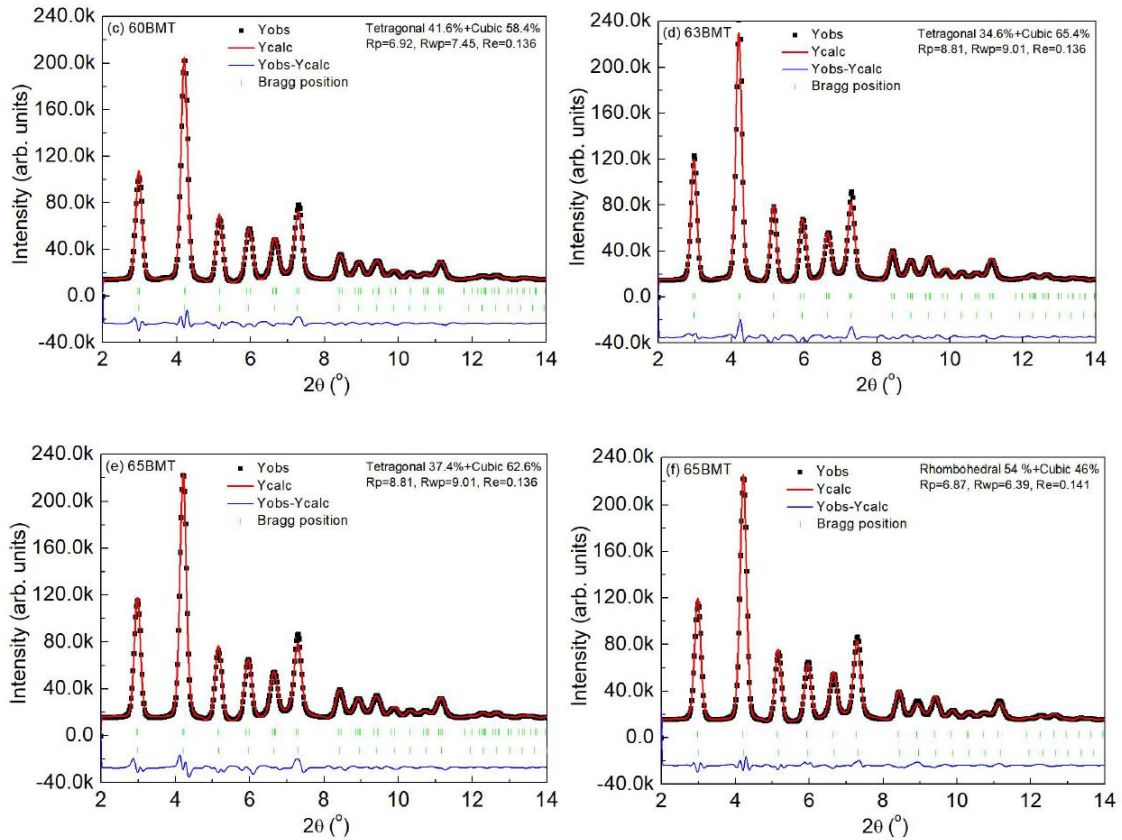 (c) 60BMT
Yobs
Ycalc
Yobs-Ycalc
Bragg position
Tetragonal 41.6%+Cubic 58.4%
Rp=6.92, Rwp=7.45, Re=0.136
Intensity (arb. units)
240.0k
200.0k
160.0k
120.0k
80.0k
40.0k
0.0
-40.0k
2 4 6 8 10 12 14
2θ (°)
(d) 63BMT
Yobs
Ycalc
Yobs-Ycalc
Bragg position
Tetragonal 34.6%+Cubic 65.4%
Rp=8.81, Rwp=9.01, Re=0.136
Intensity (arb. units)
240.0k
200.0k
160.0k
120.0k
80.0k
40.0k
0.0
-40.0k
2 4 6 8 10 12 14
2θ (°)
(e) 65BMT
Yobs
Ycalc
Yobs-Ycalc
Bragg position
Tetragonal 37.4%+Cubic 62.6%
Rp=8.81, Rwp=9.01, Re=0.136
Intensity (arb. units)
240.0k
200.0k
160.0k
120.0k
80.0k
40.0k
0.0
-40.0k
2 4 6 8 10 12 14
2θ (°)
(f) 65BMT
Yobs
Ycalc
Yobs-Ycalc
Bragg position
Rhombohedral 54 %+Cubic 46%
Rp=6.87, Rwp=6.39, Re=0.141
Intensity (arb. units)
240.0k
200.0k
160.0k
120.0k
80.0k
40.0k
0.0
-40.0k
2 4 6 8 10 12 14
2θ (°)